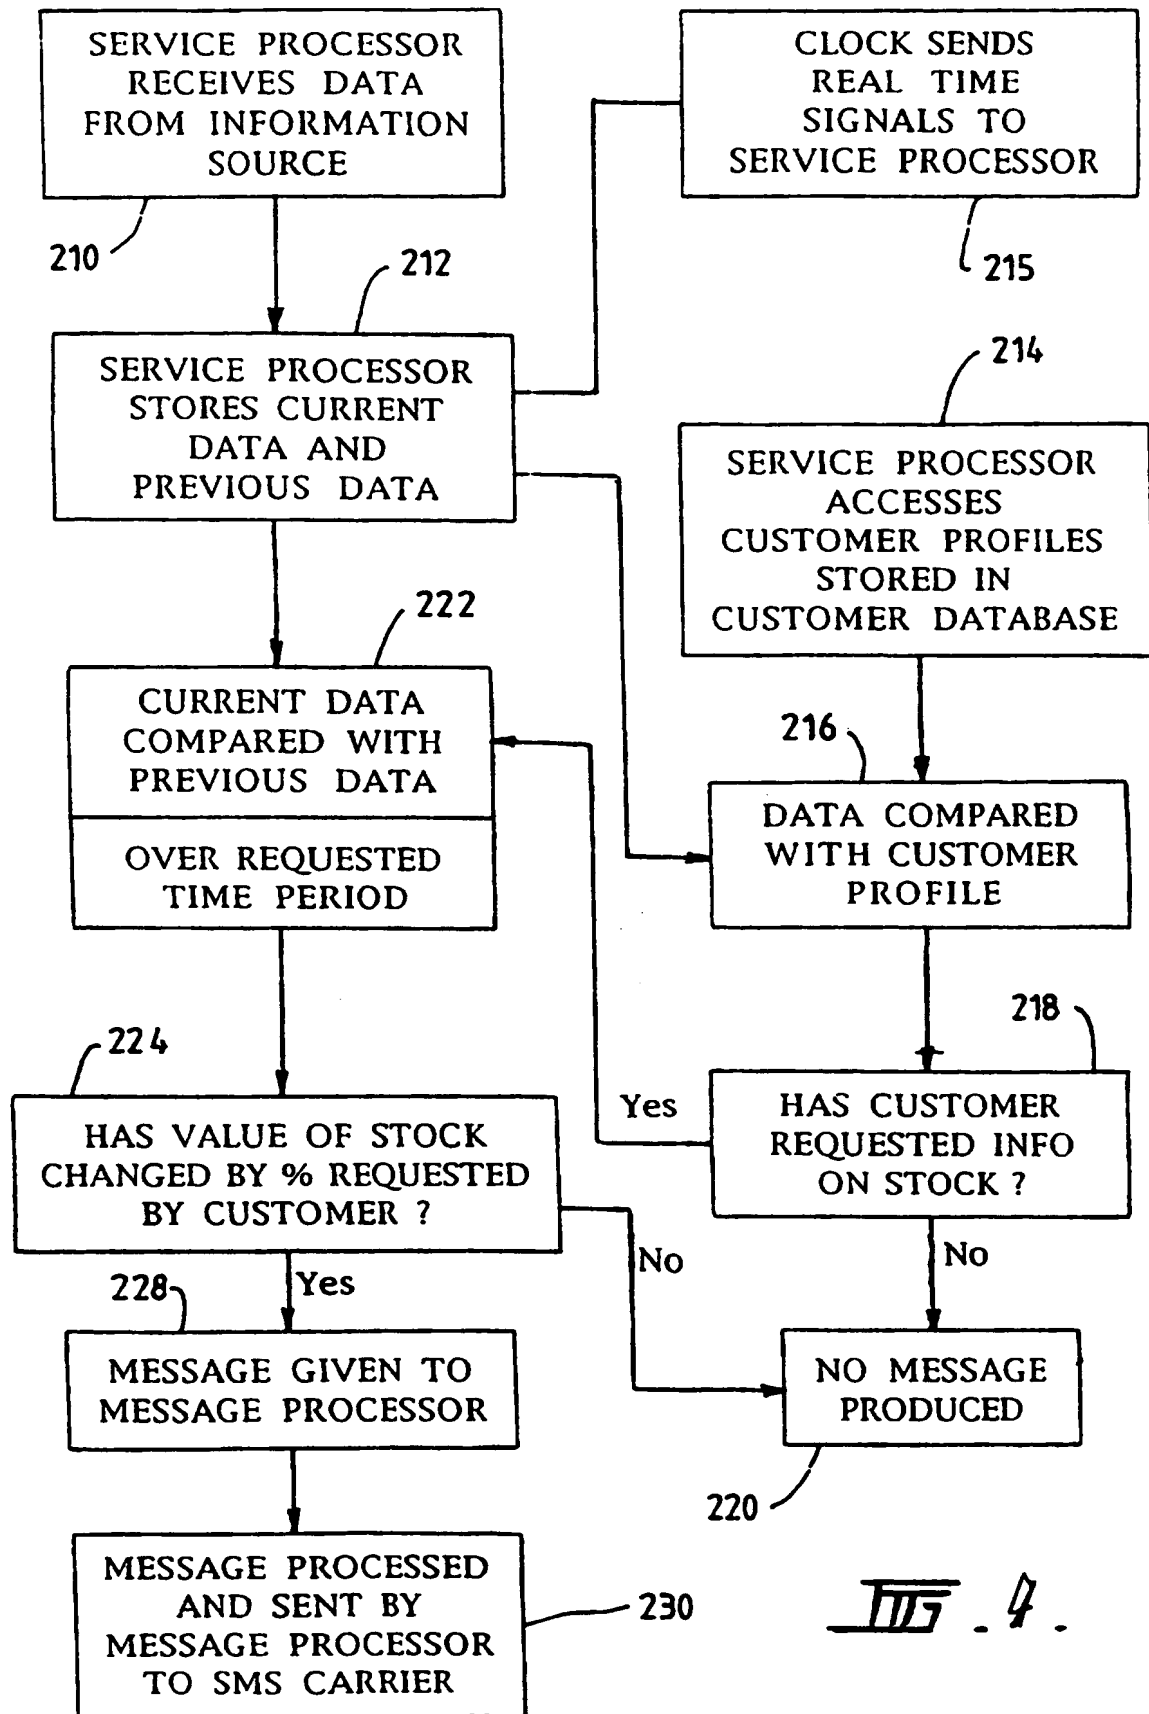 SERVICE PROCESSOR
RECEIVES DATA
FROM INFORMATION
SOURCE
210
CLOCK SENDS
REAL TIME
SIGNALS TO
SERVICE PROCESSOR
215
212
SERVICE PROCESSOR
STORES CURRENT
DATA AND
PREVIOUS DATA
214
SERVICE PROCESSOR
ACCESSES
CUSTOMER PROFILES
STORED IN
CUSTOMER DATABASE
222
CURRENT DATA
COMPARED WITH
PREVIOUS DATA
OVER REQUESTED
TIME PERIOD
216
DATA COMPARED
WITH CUSTOMER
PROFILE
224
HAS VALUE OF STOCK
CHANGED BY % REQUESTED
BY CUSTOMER ?
218
Yes
HAS CUSTOMER
REQUESTED INFO
ON STOCK ?
No
No
228
Yes
MESSAGE GIVEN TO
MESSAGE PROCESSOR
NO MESSAGE
PRODUCED
220
MESSAGE PROCESSED
AND SENT BY
MESSAGE PROCESSOR
TO SMS CARRIER
230
FIG. 4.